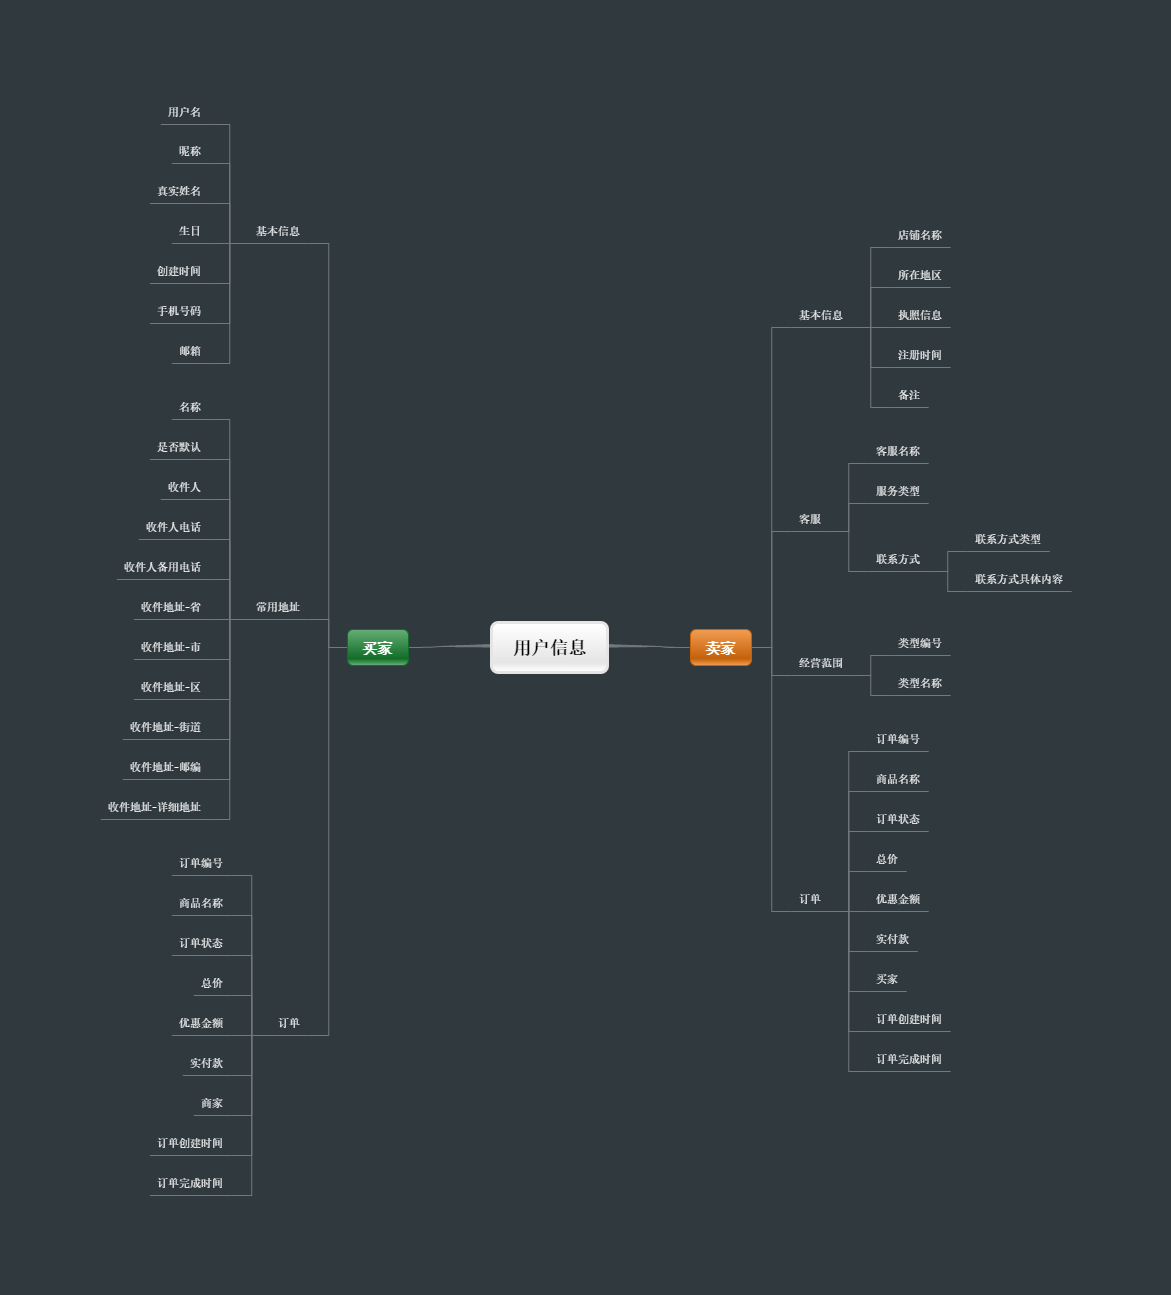 用户信息
买家
基本信息
用户名
昵称
真实姓名
生日
创建时间
手机号码
邮箱
常用地址
名称
是否默认
收件人
收件人电话
收件人备用电话
收件地址-省
收件地址-市
收件地址-区
收件地址-街道
收件地址-邮编
收件地址-详细地址
订单
订单编号
商品名称
订单状态
总价
优惠金额
实付款
商家
订单创建时间
订单完成时间
卖家
基本信息
店铺名称
所在地区
执照信息
注册时间
备注
客服
客服名称
服务类型
联系方式
联系方式类型
联系方式具体内容
经营范围
类型编号
类型名称
订单
订单编号
商品名称
订单状态
总价
优惠金额
实付款
买家
订单创建时间
订单完成时间